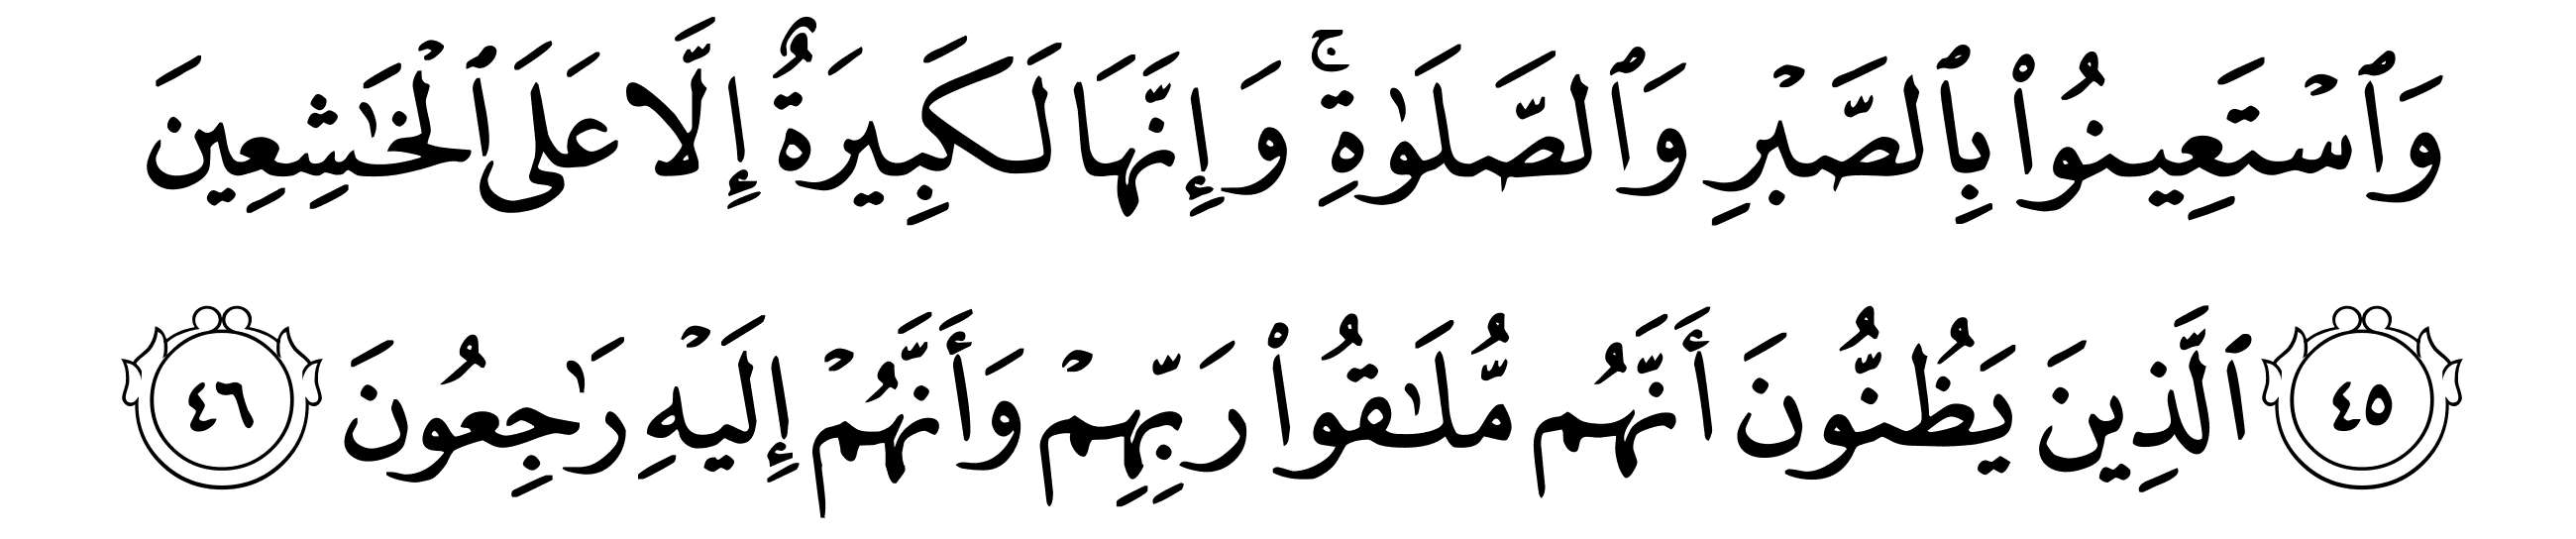 وَٱسْتَعِينُوا۟ بِٱلصَّبْرِ وَٱلصَّلَوٰةِ ۚ وَإِنَّهَا لَكَبِيرَةٌ إِلَّا عَلَى ٱلْخَـٰشِعِينَ
٤٥ ٱلَّذِينَ يَظُنُّونَ أَنَّهُم مُّلَـٰقُوا۟ رَبِّهِمْ وَأَنَّهُمْ إِلَيْهِ رَٰجِعُونَ ٤٦